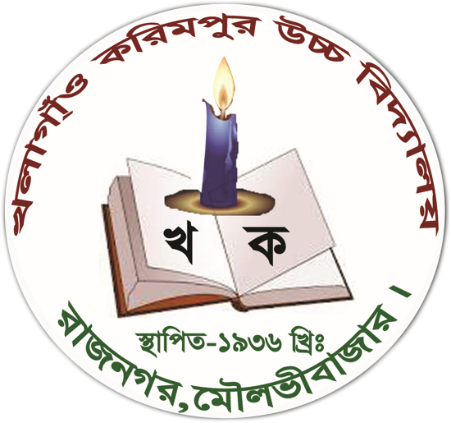 খলাগাঁও করিমপুর উচ্চ বিদ্যালয়
খ ক
স্থাপিত-১৯৩৬ খ্রিঃ
রাজনগর,মৌলভীবাজার।